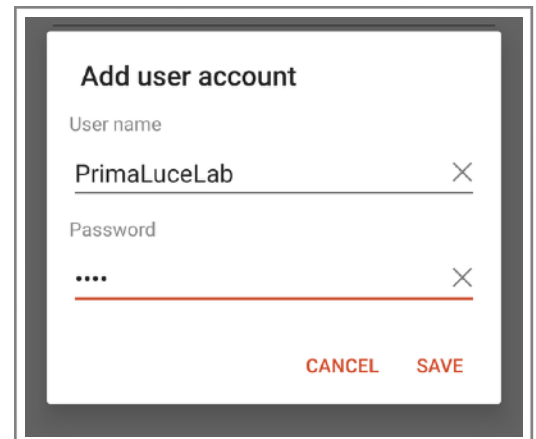 Add user account
User name
PrimaLuceLab
Password
••••
CANCEL SAVE